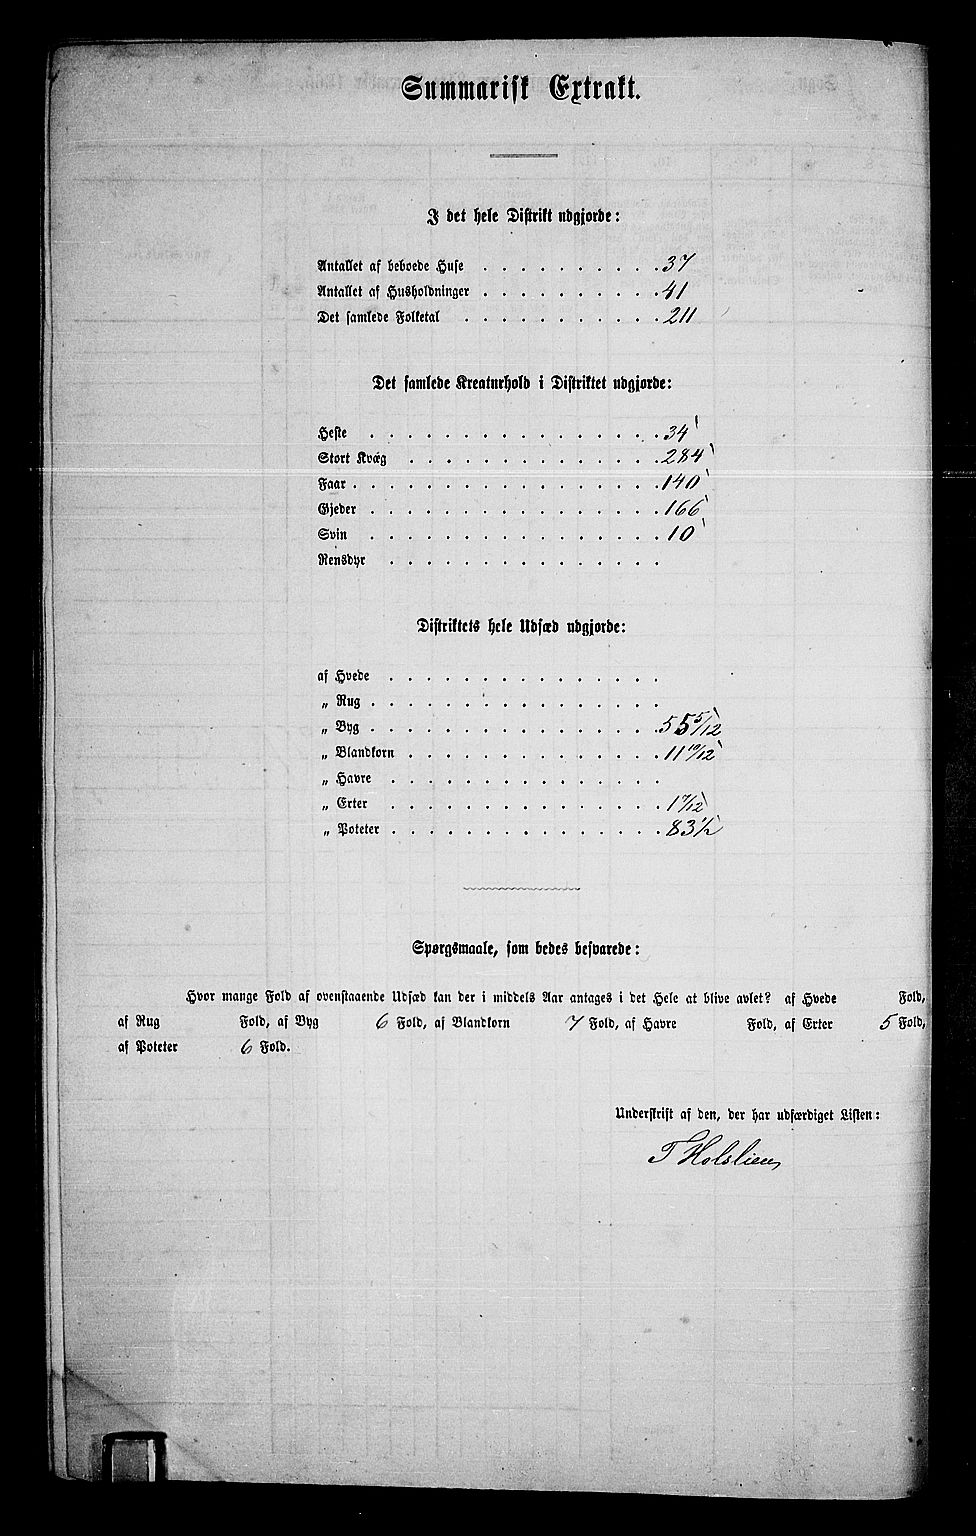 Summarisk Extrakt.
I det hele Distrikt udgjorde:
Antallet af beboede Huse . . . . . . . . . . 37
Antallet af Husholdninger . . . . . . . . . . 41
Det samlede Folketal . . . . . . . . . . . 211
Det samlede Kreaturhold i Distriktet udgjorde:
Heste . . . . . . . . . . . . . . . . 34
Stort Kvæg . . . . . . . . . . . . . . 284
Faar . . . . . . . . . . . . . . . . . 140
Gjeder . . . . . . . . . . . . . . . . 166
Svin . . . . . . . . . . . . . . . . 10
Rensdyr . . . . . . . . . . . . . . .
Distriktets hele Udsæd udgjorde:
af Hvede . . . . . . . . . . . . . . .
„ Rug . . . . . . . . . . . . . . . .
„ Byg . . . . . . . . . . . . . . . . 55 5/12
„ Blandkorn . . . . . . . . . . . . . . 11 10/12
„ Havre . . . . . . . . . . . . . . .
„ Erter . . . . . . . . . . . . . . . 1 7/12
„ Poteter . . . . . . . . . . . . . . . 83 1/2
Spørgsmaale, som bedes besvarede:
Hvor mange Fold af ovenstaaende Udsæd kan der i middels Aar antages i det Hele at blive avlet? af Hvede Fold,
af Rug Fold, af Byg 6 Fold, af Blandkorn 7 Fold, af Havre Fold, af Erter 5 Fold,
af Poteter 6 Fold.
Underskrift af den, der har udfærdiget Listen:
T Holslien